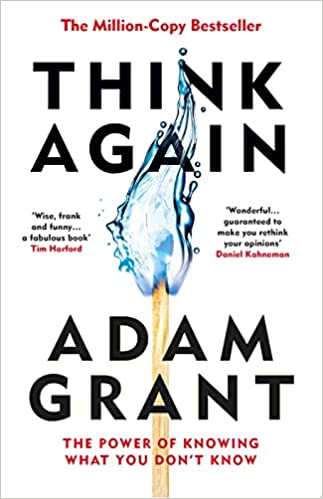 The Million-Copy Bestseller
THINK
AGAIN
'Wise, frank
and funny...
a fabulous book'
Tim Harford
'Wonderful...
guaranteed to
make you rethink
your opinions'
Daniel Kahneman
ADAM
GRANT
THE POWER OF KNOWING
WHAT YOU DON'T KNOW